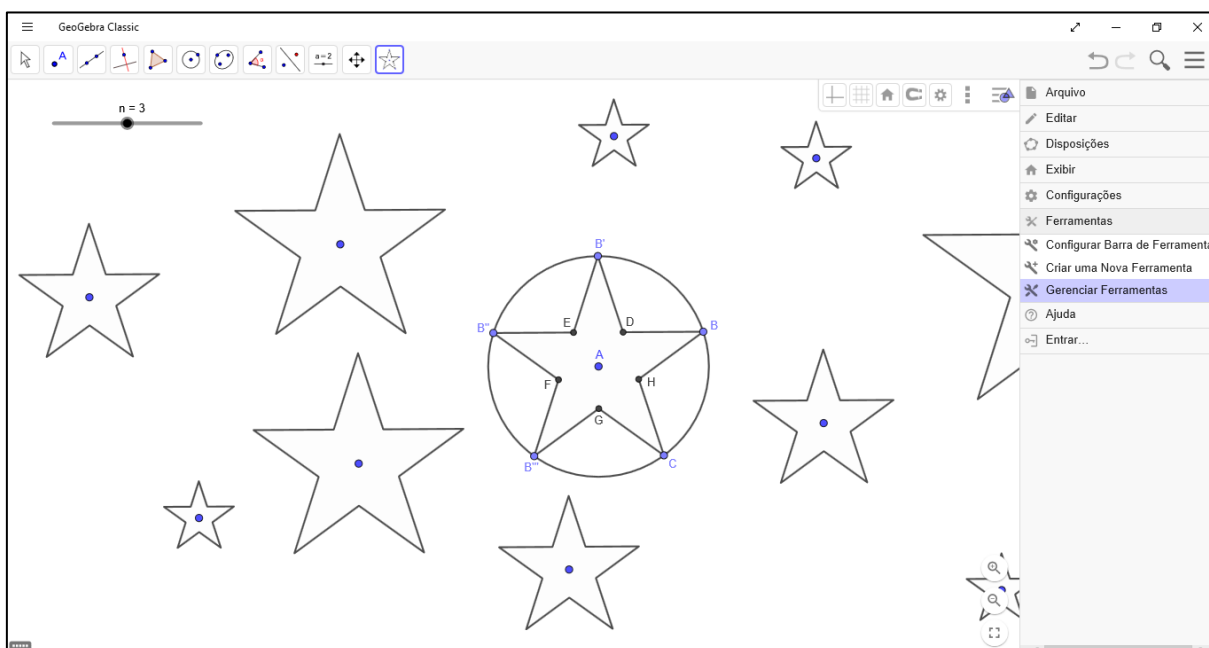 GeoGebra Classic
A
a=2
n = 3
Arquivo
Editar
Disposições
Exibir
Configurações
Ferramentas
Configurar Barra de Ferramenta
Criar uma Nova Ferramenta
Gerenciar Ferramentas
Ajuda
Entrar...
B'
E
D
B''
B
A
F
H
G
B'''
C